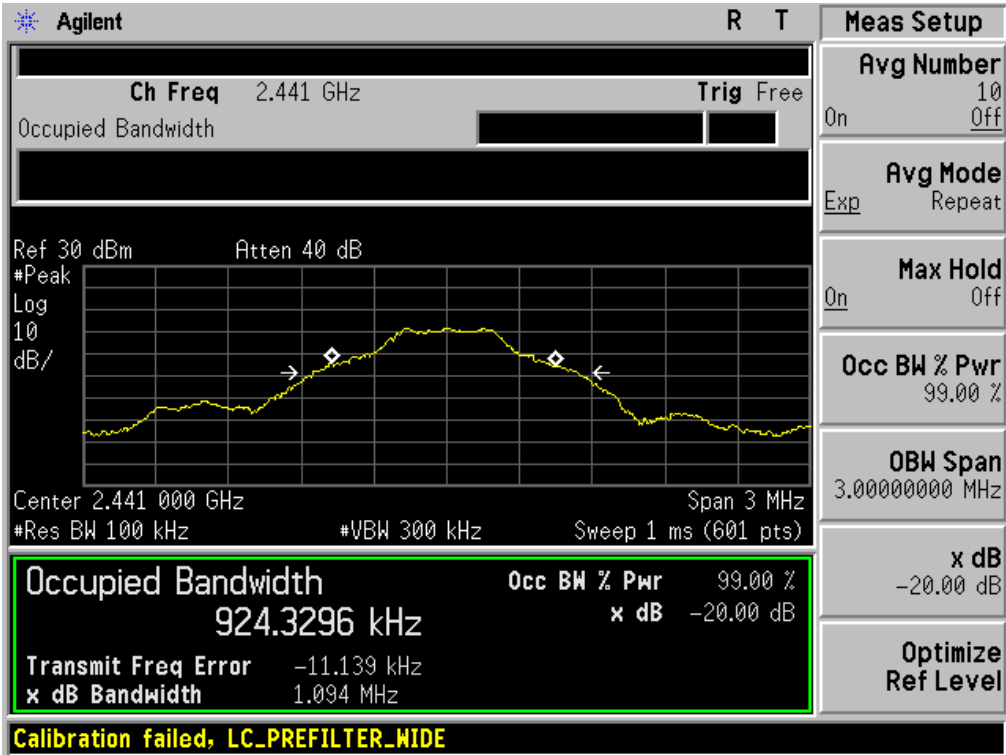 Agilent R T
Ch Freq 2.441 GHz Trig Free
Occupied Bandwidth
Ref 30 dBm Atten 40 dB
#Peak
Log
10
dB/
Center 2.441 000 GHz Span 3 MHz
#Res BW 100 kHz #VBW 300 kHz Sweep 1 ms (601 pts)
Occupied Bandwidth
924.3296 kHz
Occ BW % Pwr 99.00 %
x dB -20.00 dB
Transmit Freq Error -11.139 kHz
x dB Bandwidth 1.094 MHz
Calibration failed, LC_PREFILTER_WIDE
Meas Setup
Avg Number
10
On Off
Avg Mode
Exp Repeat
Max Hold
On Off
Occ BW % Pwr
99.00 %
OBW Span
3.00000000 MHz
x dB
-20.00 dB
Optimize
Ref Level